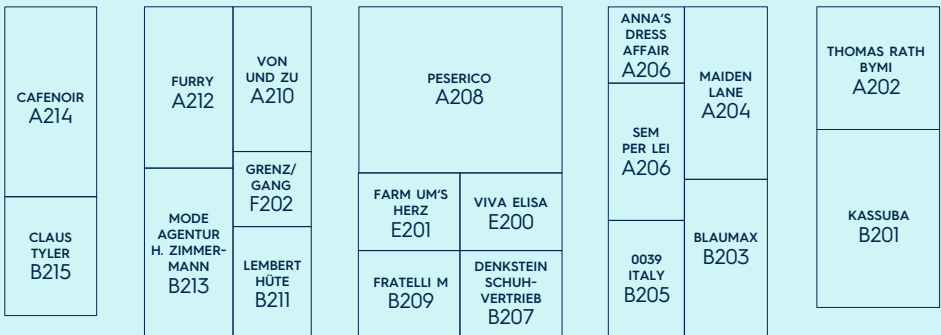 CAFENOIR
A214
CLAUS
TYLER
B215
FURRY
A212
MODE
AGENTUR
H. ZIMMER-
MANN
B213
VON
UND ZU
A210
GRENZ/
GANG
F202
LEMBERT
HÜTE
B211
PESERICO
A208
FARM UM'S
HERZ
E201
VIVA ELISA
E200
FRATELLI M
B209
DENKSTEIN
SCHUH-
VERTRIEB
B207
ANNA'S
DRESS
AFFAIR
A206
SEM
PER LEI
A206
0039
ITALY
B205
MAIDEN
LANE
A204
BLAUMAX
B203
THOMAS RATH
BYMI
A202
KASSUBA
B201